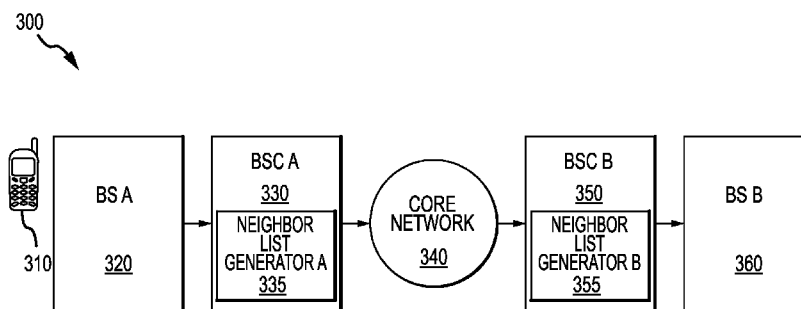 300
310
BS A
320
BSC A
330
NEIGHBOR
LIST
GENERATOR A
335
CORE
NETWORK
340
BSC B
350
NEIGHBOR
LIST
GENERATOR B
355
BS B
360